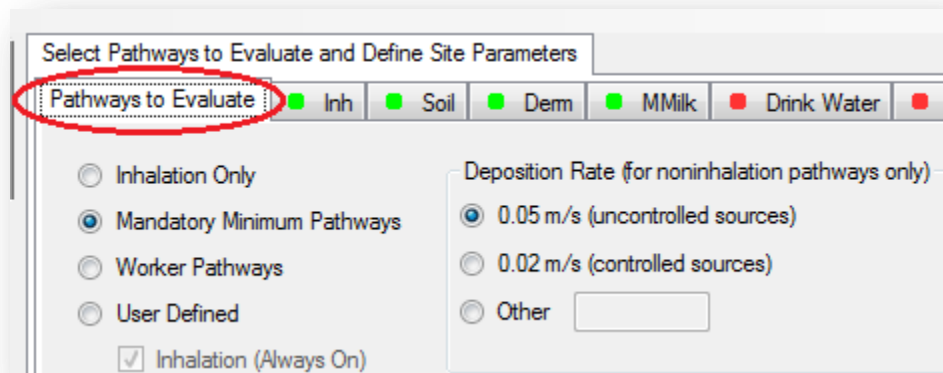 Select Pathways to Evaluate and Define Site Parameters
Pathways to Evaluate Inh Soil Derm MMilk Drink Water
Inhalation Only
Mandatory Minimum Pathways
Worker Pathways
User Defined
Inhalation (Always On)
Deposition Rate (for noninhalation pathways only)
0.05 m/s (uncontrolled sources)
0.02 m/s (controlled sources)
Other